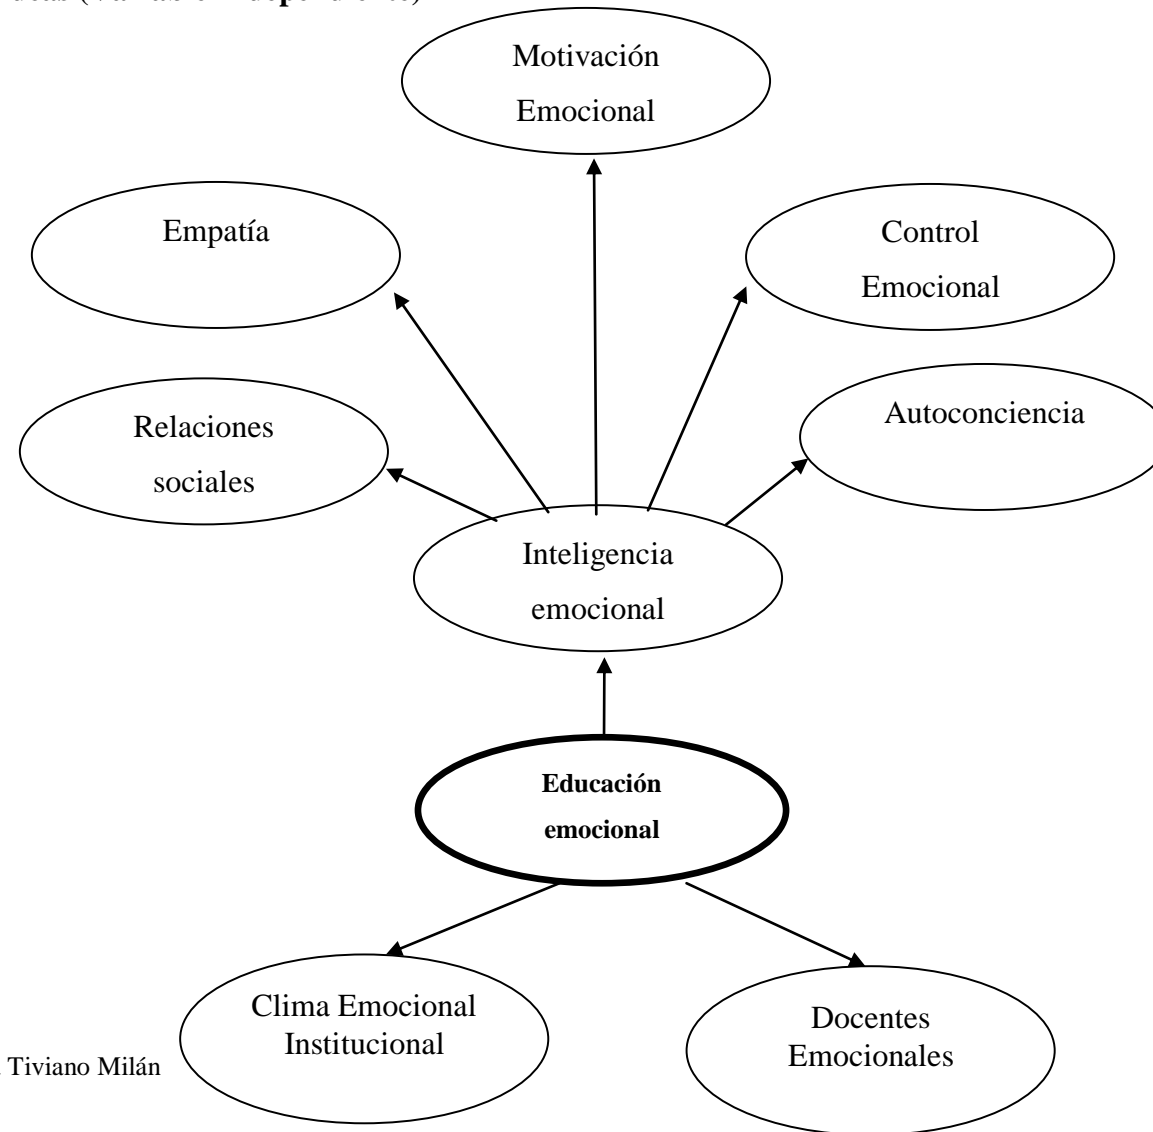 Motivación
Emocional
Empatía
Control
Emocional
Relaciones
sociales
Autoconciencia
Inteligencia
emocional
Educación
emocional
Clima Emocional
Institucional
Docentes
Emocionales
Tiviano Milán